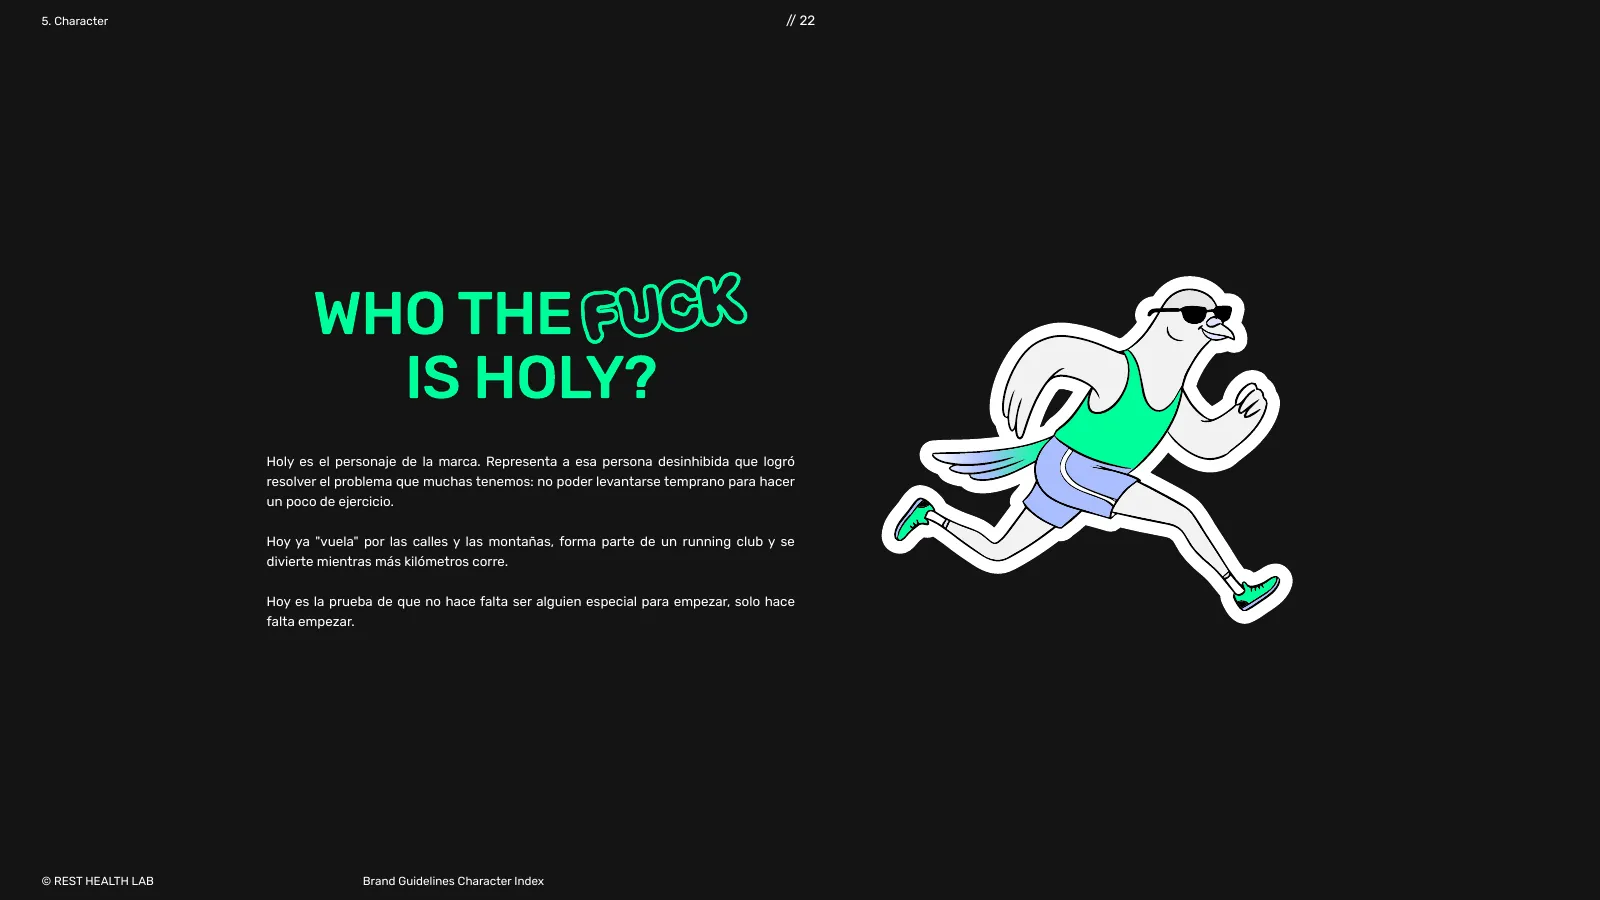 5. Character
// 22
WHO THE FUCK
IS HOLY?
Holy es el personaje de la marca. Representa a esa persona desinhibida que logró
resolver el problema que muchas tenemos: no poder levantarse temprano para hacer
un poco de ejercicio.
Hoy ya "vuela" por las calles y las montañas, forma parte de un running club y se
divierte mientras más kilómetros corre.
Hoy es la prueba de que no hace falta ser alguien especial para empezar, solo hace
falta empezar.
© REST HEALTH LAB
Brand Guidelines Character Index